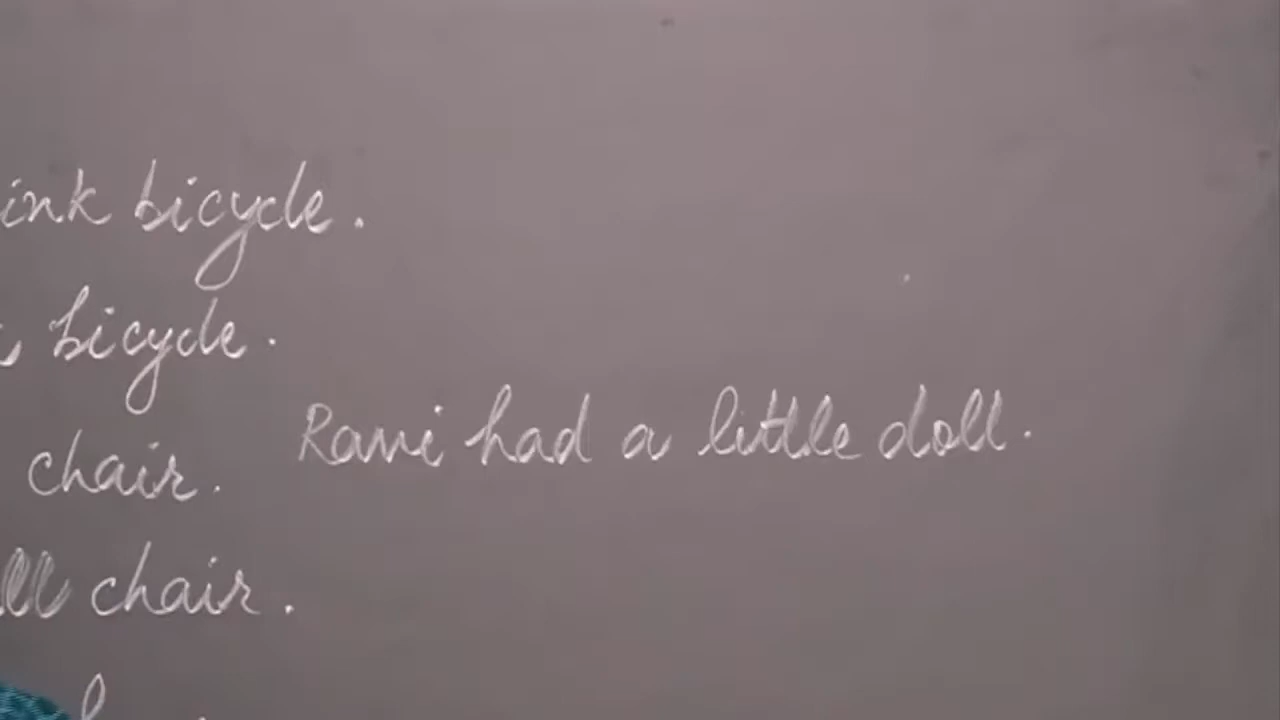 ink bicycle.
bicycle.
chair.
Rani had a little doll.
ll chair.